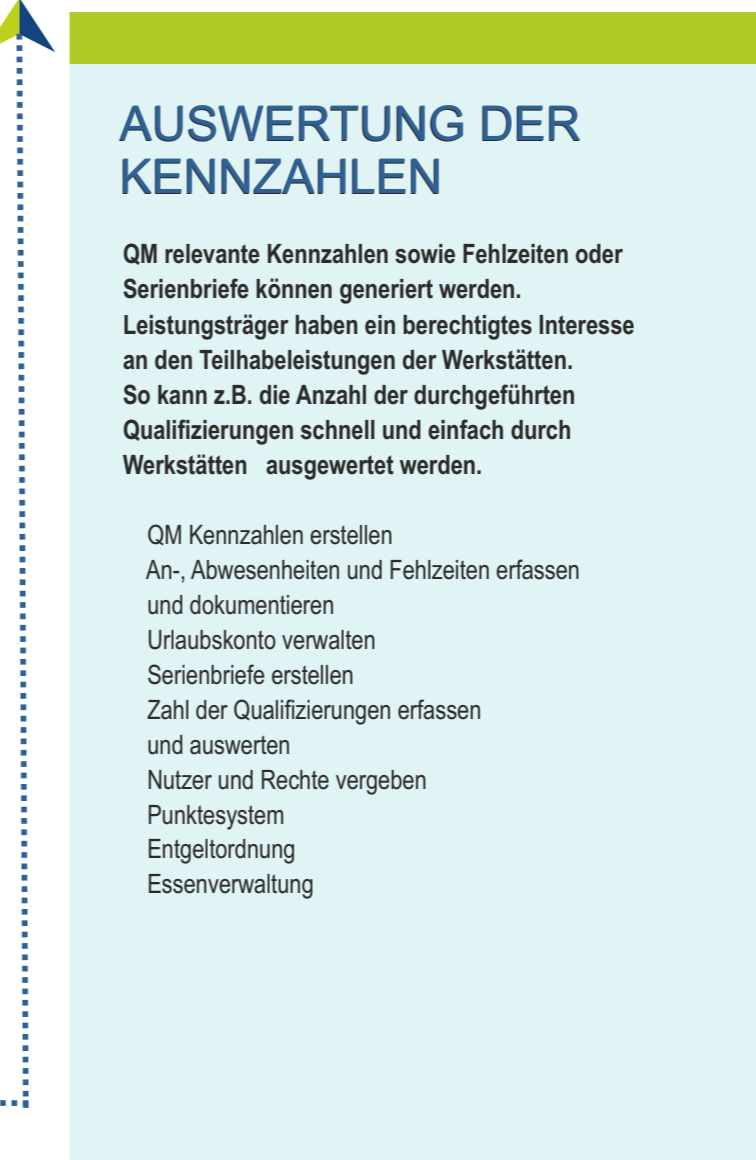 AUSWERTUNG DER
KENNZAHLEN
QM relevante Kennzahlen sowie Fehlzeiten oder
Serienbriefe können generiert werden.
Leistungsträger haben ein berechtigtes Interesse
an den Teilhabeleistungen der Werkstätten.
So kann z.B. die Anzahl der durchgeführten
Qualifizierungen schnell und einfach durch
Werkstätten   ausgewertet werden.
QM Kennzahlen erstellen
An-, Abwesenheiten und Fehlzeiten erfassen
und dokumentieren
Urlaubskonto verwalten
Serienbriefe erstellen
Zahl der Qualifizierungen erfassen
und auswerten
Nutzer und Rechte vergeben
Punktesystem
Entgeltordnung
Essenverwaltung